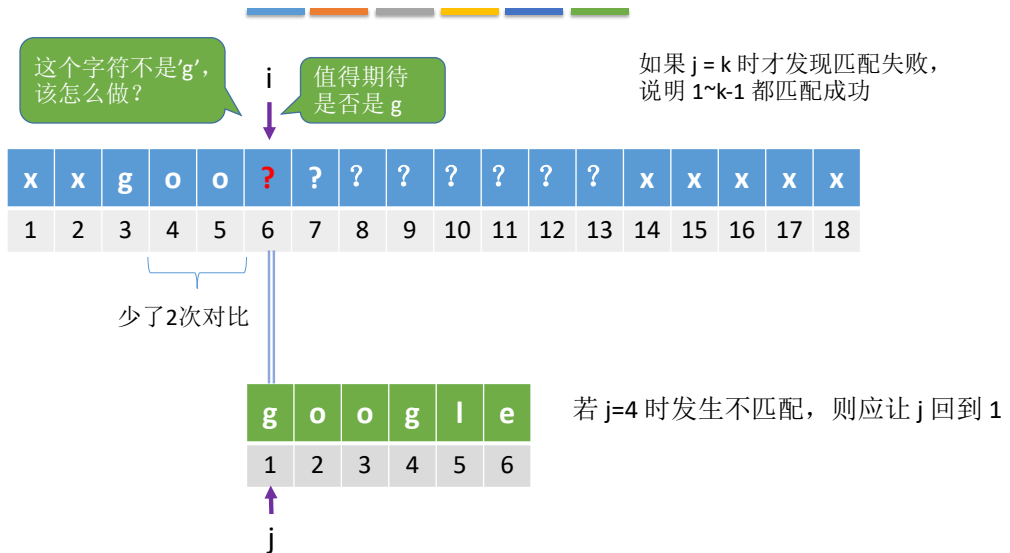 这个字符不是'g',
该怎么做？
i
值得期待
是否是 g
如果 j = k 时才发现匹配失败，
说明 1~k-1 都匹配成功
x x g o o ? ? ? ? ? ? ? ? x x x x x
1 2 3 4 5 6 7 8 9 10 11 12 13 14 15 16 17 18
少了2次对比
g o o g l e
若 j=4 时发生不匹配，则应让 j 回到 1
1 2 3 4 5 6
j